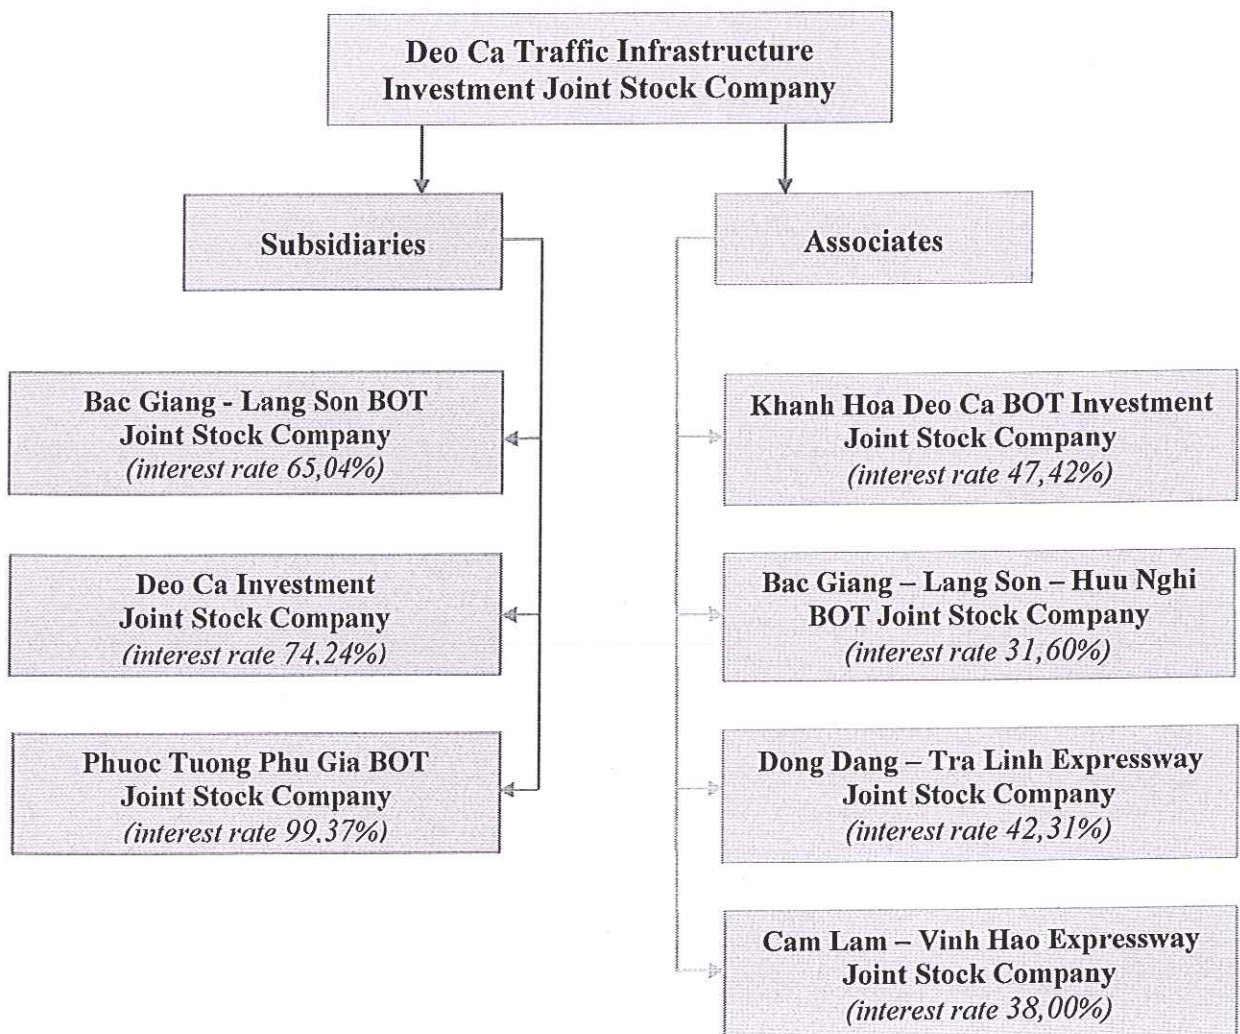 Deo Ca Traffic Infrastructure
Investment Joint Stock Company
Subsidiaries
Associates
Bac Giang - Lang Son BOT
Joint Stock Company
(interest rate 65,04%)
Deo Ca Investment
Joint Stock Company
(interest rate 74,24%)
Phuoc Tuong Phu Gia BOT
Joint Stock Company
(interest rate 99,37%)
Khanh Hoa Deo Ca BOT Investment
Joint Stock Company
(interest rate 47,42%)
Bac Giang – Lang Son – Huu Nghi
BOT Joint Stock Company
(interest rate 31,60%)
Dong Dang – Tra Linh Expressway
Joint Stock Company
(interest rate 42,31%)
Cam Lam – Vinh Hao Expressway
Joint Stock Company
(interest rate 38,00%)